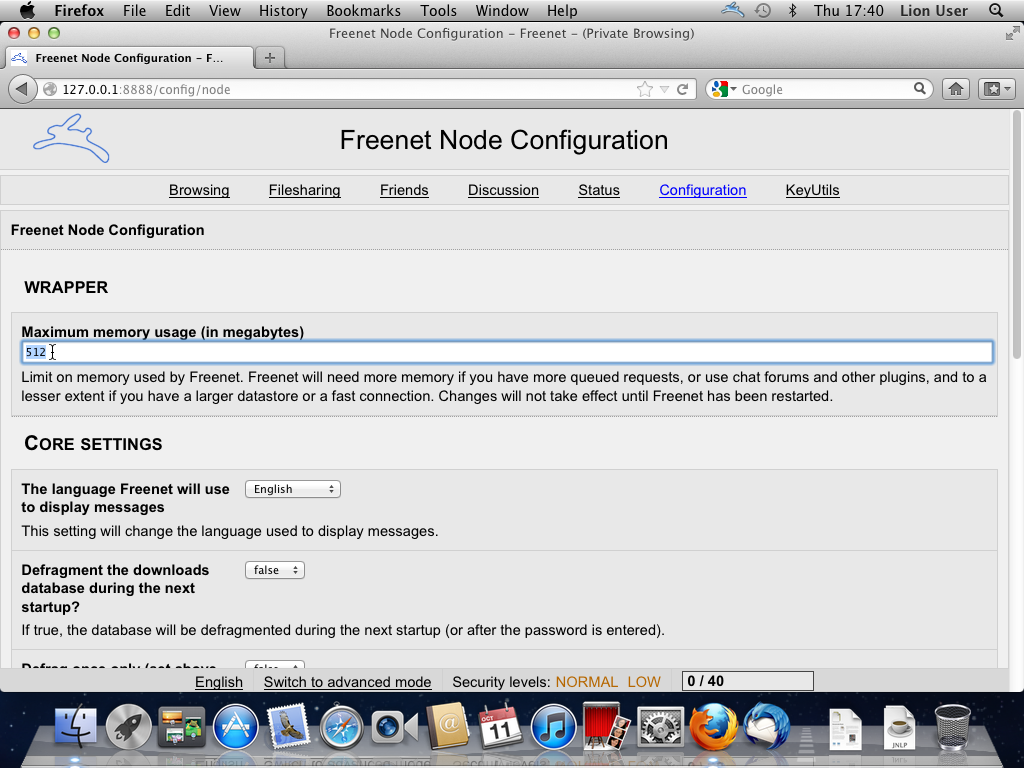 Firefox File Edit View History Bookmarks Tools Window Help Thu 17:40 Lion User
Freenet Node Configuration – Freenet – (Private Browsing)
Freenet Node Configuration – F...
127.0.0.1:8888/config/node
Google
Freenet Node Configuration
Browsing Filesharing Friends Discussion Status Configuration KeyUtils
Freenet Node Configuration
WRAPPER
Maximum memory usage (in megabytes)
512
Limit on memory used by Freenet. Freenet will need more memory if you have more queued requests, or use chat forums and other plugins, and to a
lesser extent if you have a larger datastore or a fast connection. Changes will not take effect until Freenet has been restarted.
CORE SETTINGS
The language Freenet will use
to display messages
English
This setting will change the language used to display messages.
Defragment the downloads
database during the next
startup?
false
If true, the database will be defragmented during the next startup (or after the password is entered).
Defrag once only (set above
false
English Switch to advanced mode Security levels: NORMAL LOW 0 / 40
OCT
11
JNLP